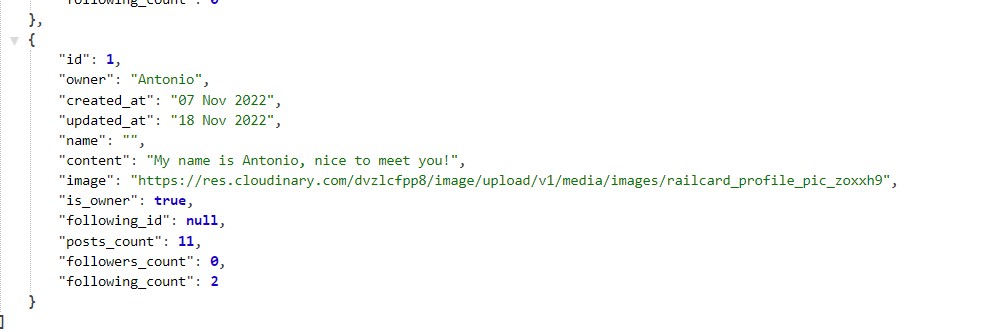 "following_count": 0
},
{
"id": 1,
"owner": "Antonio",
"created_at": "07 Nov 2022",
"updated_at": "18 Nov 2022",
"name": "",
"content": "My name is Antonio, nice to meet you!",
"image": "https://res.cloudinary.com/dvzlcfpp8/image/upload/v1/media/images/railcard_profile_pic_zoxxh9",
"is_owner": true,
"following_id": null,
"posts_count": 11,
"followers_count": 0,
"following_count": 2
}
]